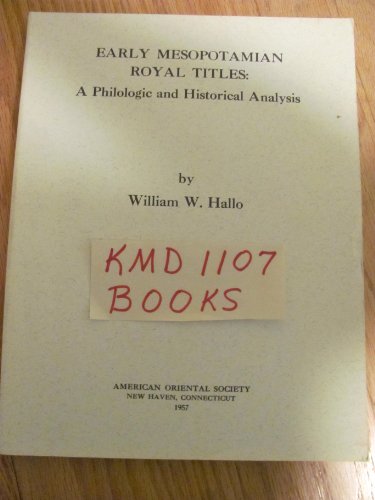 EARLY MESOPOTAMIAN
ROYAL TITLES:
A Philologic and Historical Analysis
by
William W. Hallo
KMD 1107
BOOKS
AMERICAN ORIENTAL SOCIETY
NEW HAVEN, CONNECTICUT
1957